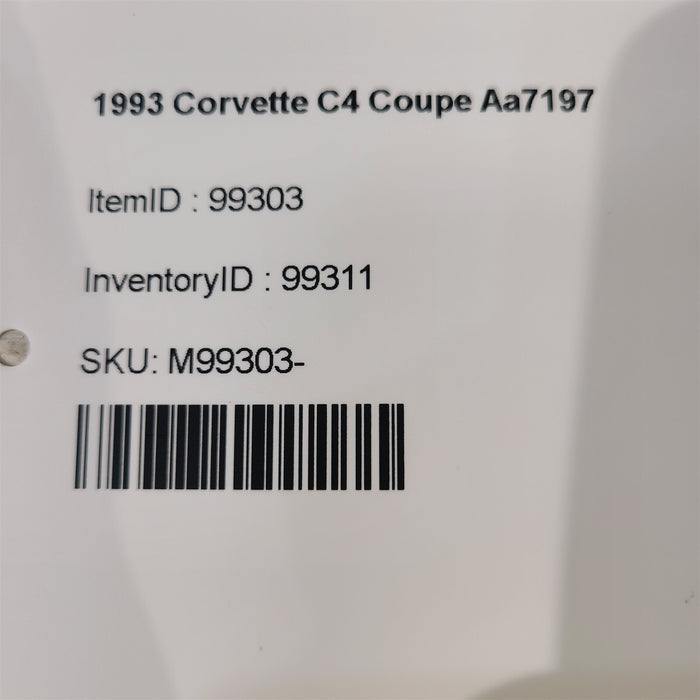 1993 Corvette C4 Coupe Aa7197
ItemID : 99303
InventoryID : 99311
SKU: M99303-